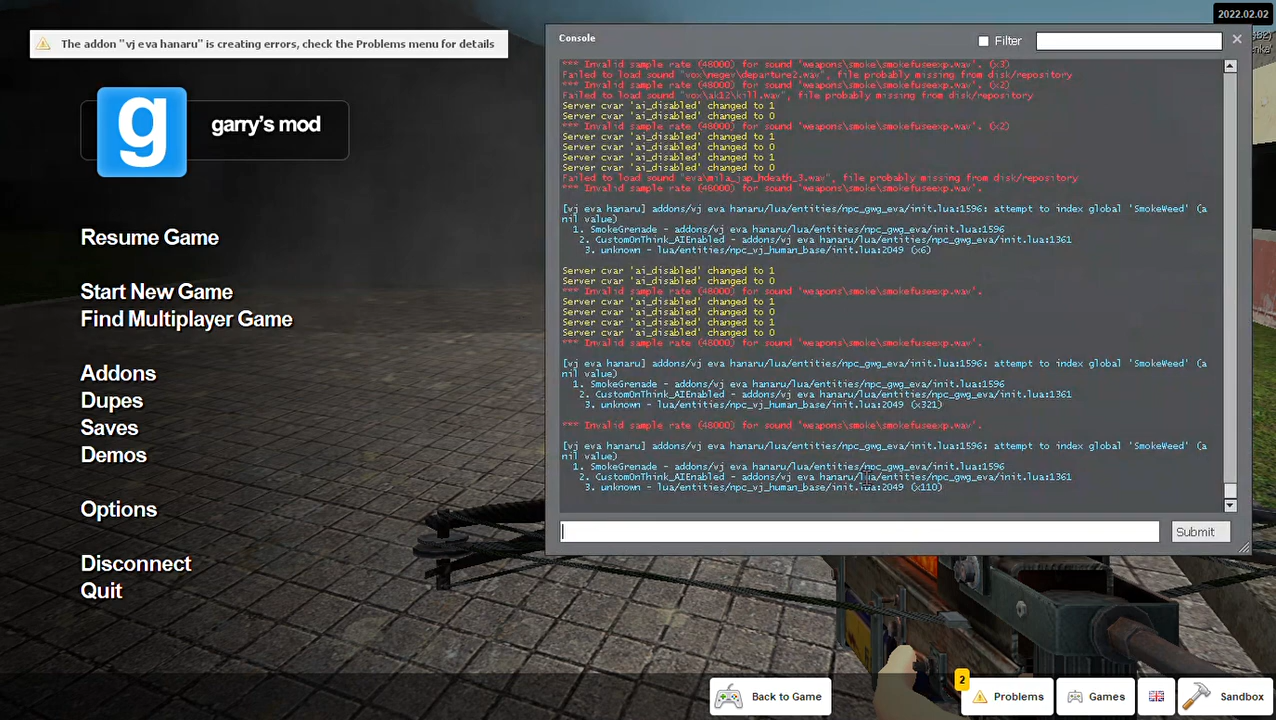 2022.02.02
The addon "vj eva hanaru" is creating errors, check the Problems menu for details
g
garry's mod
Resume Game
Start New Game
Find Multiplayer Game
Addons
Dupes
Saves
Demos
Options
Disconnect
Quit
Console
Filter
*** Invalid sample rate (48000) for sound 'weapons\smoke\smokefuseexp.wav'. (x3)
Failed to load sound "vox\negev\departure2.wav", file probably missing from disk/repository
*** Invalid sample rate (48000) for sound 'weapons\smoke\smokefuseexp.wav'. (x2)
Failed to load sound "vox\ak12\kill.wav", file probably missing from disk/repository
Server cvar 'ai_disabled' changed to 1
Server cvar 'ai_disabled' changed to 0
*** Invalid sample rate (48000) for sound 'weapons\smoke\smokefuseexp.wav'. (x2)
Server cvar 'ai_disabled' changed to 1
Server cvar 'ai_disabled' changed to 0
Server cvar 'ai_disabled' changed to 1
Server cvar 'ai_disabled' changed to 0
Failed to load sound "eva\mila_jap_hdeath_3.wav", file probably missing from disk/repository
*** Invalid sample rate (48000) for sound 'weapons\smoke\smokefuseexp.wav'.
[vj eva hanaru] addons/vj eva hanaru/lua/entities/npc_gwg_eva/init.lua:1596: attempt to index global 'SmokeWeed' (a
nil value)
1. SmokeGrenade - addons/vj eva hanaru/lua/entities/npc_gwg_eva/init.lua:1596
2. CustomOnThink_AIEnabled - addons/vj eva hanaru/lua/entities/npc_gwg_eva/init.lua:1361
3. unknown - lua/entities/npc_vj_human_base/init.lua:2049 (x6)
Server cvar 'ai_disabled' changed to 1
Server cvar 'ai_disabled' changed to 0
*** Invalid sample rate (48000) for sound 'weapons\smoke\smokefuseexp.wav'.
Server cvar 'ai_disabled' changed to 1
Server cvar 'ai_disabled' changed to 0
Server cvar 'ai_disabled' changed to 1
Server cvar 'ai_disabled' changed to 0
*** Invalid sample rate (48000) for sound 'weapons\smoke\smokefuseexp.wav'.
[vj eva hanaru] addons/vj eva hanaru/lua/entities/npc_gwg_eva/init.lua:1596: attempt to index global 'SmokeWeed' (a
nil value)
1. SmokeGrenade - addons/vj eva hanaru/lua/entities/npc_gwg_eva/init.lua:1596
2. CustomOnThink_AIEnabled - addons/vj eva hanaru/lua/entities/npc_gwg_eva/init.lua:1361
3. unknown - lua/entities/npc_vj_human_base/init.lua:2049 (x321)
*** Invalid sample rate (48000) for sound 'weapons\smoke\smokefuseexp.wav'.
[vj eva hanaru] addons/vj eva hanaru/lua/entities/npc_gwg_eva/init.lua:1596: attempt to index global 'SmokeWeed' (a
nil value)
1. SmokeGrenade - addons/vj eva hanaru/lua/entities/npc_gwg_eva/init.lua:1596
2. CustomOnThink_AIEnabled - addons/vj eva hanaru/lua/entities/npc_gwg_eva/init.lua:1361
3. unknown - lua/entities/npc_vj_human_base/init.lua:2049 (x110)
Submit
Back to Game
2
Problems
Games
Sandbox